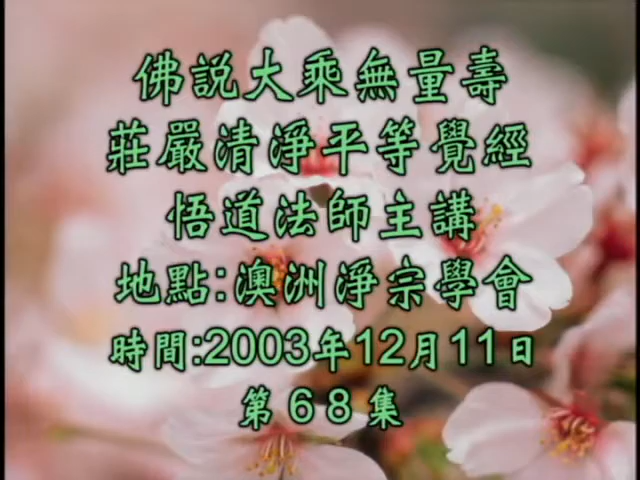 佛說大乘無量壽
莊嚴清淨平等覺經
悟道法師主講
地點:澳洲淨宗學會
時間:2003年12月11日
第68集